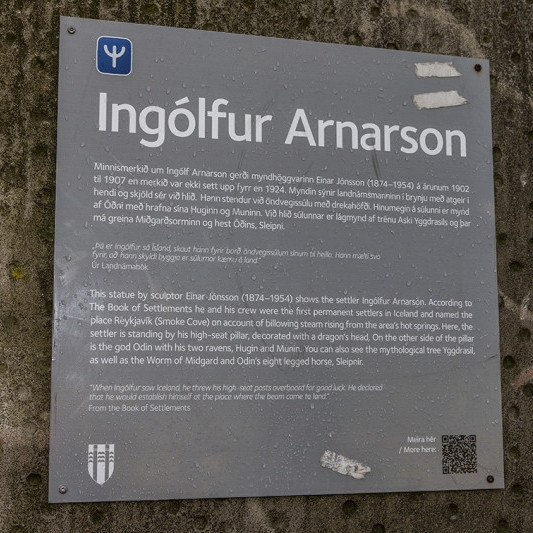 Ingólfur Arnarson
Minnismerkið um Ingólf Arnarson gerði myndhöggvarinn Einar Jónsson (1874–1954) á árunum 1902
til 1907 en merkið var ekki sett upp fyrr en 1924. Myndin sýnir landnámsmanninn í brynju með atgeir í
hendi og skjöld sér við hlið. Hann stendur við öndvegissúlu með drekahöfði. Hinumegin á súlunni er mynd
af Óðni með hrafna sína Huginn og Muninn. Við hlið súlunnar er lágmynd af trénu Aski Yggdrasils og þar
má greina Miðgarðsorminn og hest Óðins, Sleipni.
„Þá er Ingólfur sá Ísland, skaut hann fyrir borð öndvegissúlum sínum til heilla. Hann mælti svo
fyrir, að hann skyldi byggja er súlurnar kæmu á land."
Úr Landnámabók
This statue by sculptor Einar Jónsson (1874–1954) shows the settler Ingólfur Arnarson. According to
The Book of Settlements he and his crew were the first permanent settlers in Iceland and named the
place Reykjavík (Smoke Cove) on account of billowing steam rising from the area's hot springs. Here, the
settler is standing by his high-seat pillar, decorated with a dragon's head. On the other side of the pillar
is the god Odin with his two ravens, Hugin and Munin. You can also see the mythological tree Yggdrasil,
as well as the Worm of Midgard and Odin's eight legged horse, Sleipnir.
"When Ingólfur saw Iceland, he threw his high-seat posts overboard for good luck. He declared
that he would establish himself at the place where the beam came to land."
From the Book of Settlements
Meira hér
/ More here: